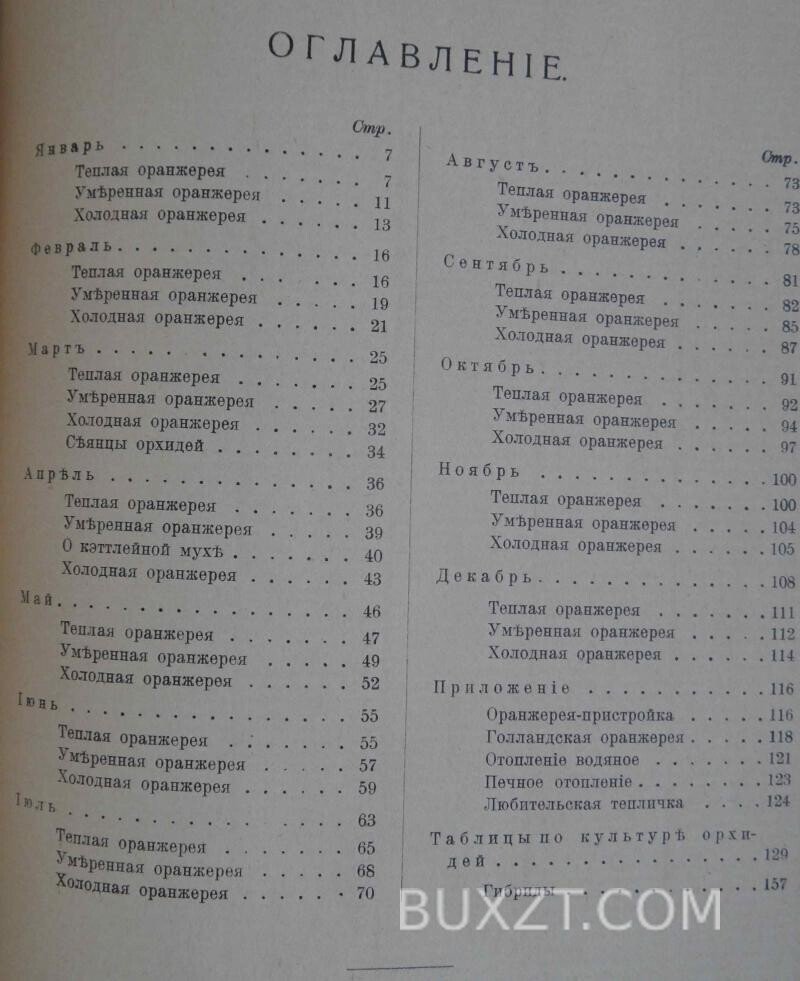 ОГЛАВЛЕНІЕ.
Стр.
Январь . . . . . . . . . . . . . 7
Теплая оранжерея . . . . . . . 7
Умѣренная оранжерея . . . . . 11
Холодная оранжерея . . . . . . 13
Февраль. . . . . . . . . . . . . 16
Теплая оранжерея . . . . . . . 16
Умѣренная оранжерея . . . . . 19
Холодная оранжерея . . . . . . 21
Мартъ . . . . . . . . . . . . . 25
Теплая оранжерея . . . . . . . 25
Умѣренная оранжерея . . . . . 27
Холодная оранжерея . . . . . . 32
Сѣянцы орхидей . . . . . . . . 34
Апрѣль . . . . . . . . . . . . . 36
Теплая оранжерея . . . . . . . 36
Умѣренная оранжерея . . . . . 39
О кэттлейной мухѣ . . . . . . . 40
Холодная оранжерея . . . . . . 43
Май. . . . . . . . . . . . . . . 46
Теплая оранжерея . . . . . . . 47
Умѣренная оранжерея . . . . . 49
Холодная оранжерея . . . . . . 52
Іюнь . . . . . . . . . . . . . . 55
Теплая оранжерея . . . . . . . 55
Умѣренная оранжерея . . . . . 57
Холодная оранжерея . . . . . . 59
Іюль . . . . . . . . . . . . . . 63
Теплая оранжерея . . . . . . . 65
Умѣренная оранжерея . . . . . 68
Холодная оранжерея . . . . . . 70
Стр.
Августъ. . . . . . . . . . . . . 73
Теплая оранжерея . . . . . . . 73
Умѣренная оранжерея . . . . . 75
Холодная оранжерея . . . . . . 78
Сентябрь . . . . . . . . . . . . 81
Теплая оранжерея . . . . . . . 82
Умѣренная оранжерея . . . . . 85
Холодная оранжерея . . . . . . 87
Октябрь. . . . . . . . . . . . . 91
Теплая оранжерея . . . . . . . 92
Умѣренная оранжерея . . . . . 94
Холодная оранжерея . . . . . . 97
Ноябрь . . . . . . . . . . . . . 100
Теплая оранжерея . . . . . . . 100
Умѣренная оранжерея . . . . . 104
Холодная оранжерея . . . . . . 105
Декабрь. . . . . . . . . . . . . 108
Теплая оранжерея . . . . . . . 111
Умѣренная оранжерея . . . . . 112
Холодная оранжерея . . . . . . 114
Приложеніе . . . . . . . . . . . 116
Оранжерея-пристройка . . . . . 116
Голландская оранжерея . . . . . 118
Отопленіе водяное . . . . . . . 121
Печное отопленіе . . . . . . . . 123
Любительская тепличка . . . . 124
Таблицы по культурѣ орхи-
дей . . . . . . . . . . . . . . . 129
Гибриды . . . . . . . . . . . 157
BUXZT.COM